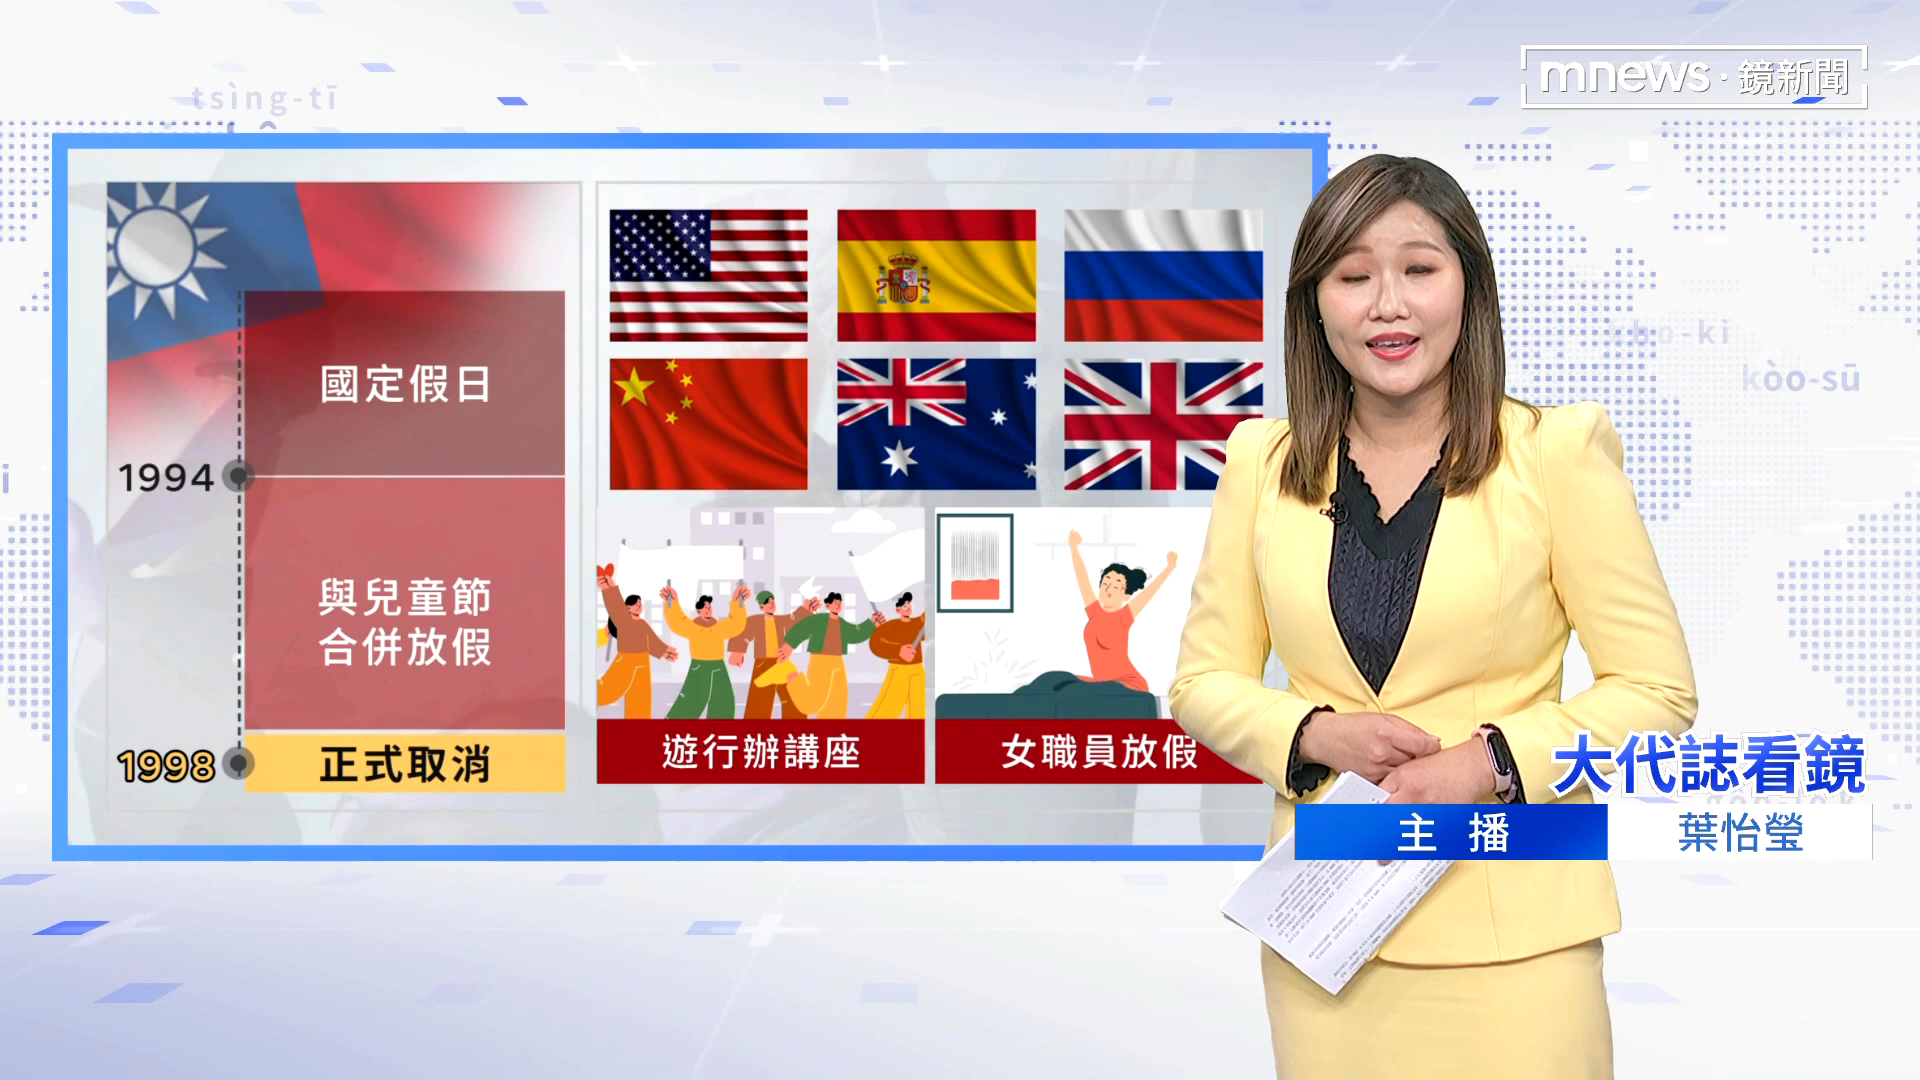 tsìng-tī
mnews·鏡新聞
國定假日
1994
與兒童節
合併放假
1998
正式取消
遊行辦講座
女職員放假
kòo-sū
大代誌看鏡
主播
葉怡瑩